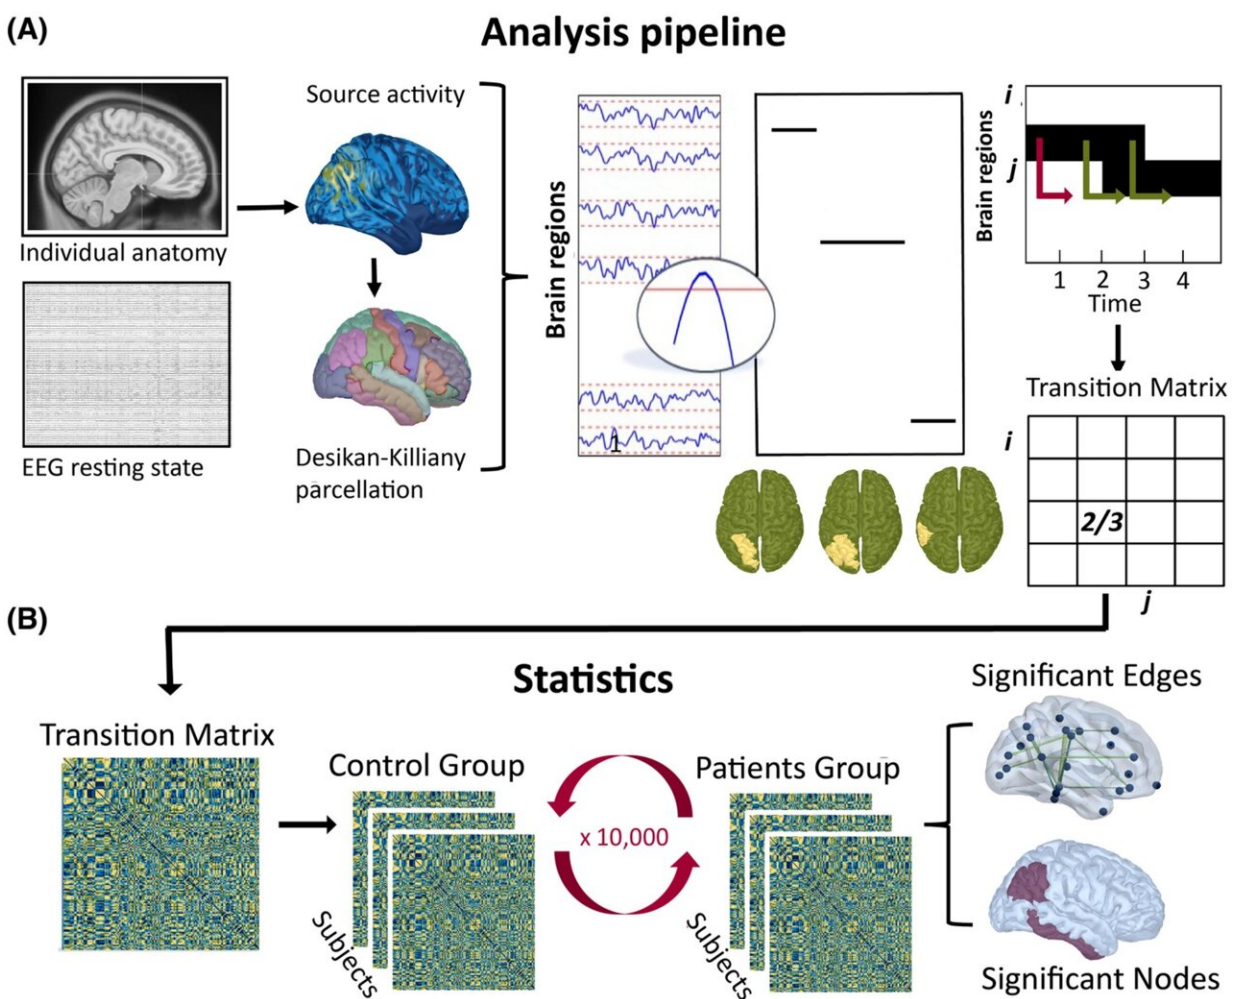 (A)
Analysis pipeline
Individual anatomy
EEG resting state
Source activity
Desikan-Killiany
parcellation
Brain regions
1
Brain regions
i
j
1 2 3 4
Time
Transition Matrix
i
2/3
j
(B)
Statistics
Transition Matrix
Control Group
Subjects
x 10,000
Patients Group
Subjects
Significant Edges
Significant Nodes